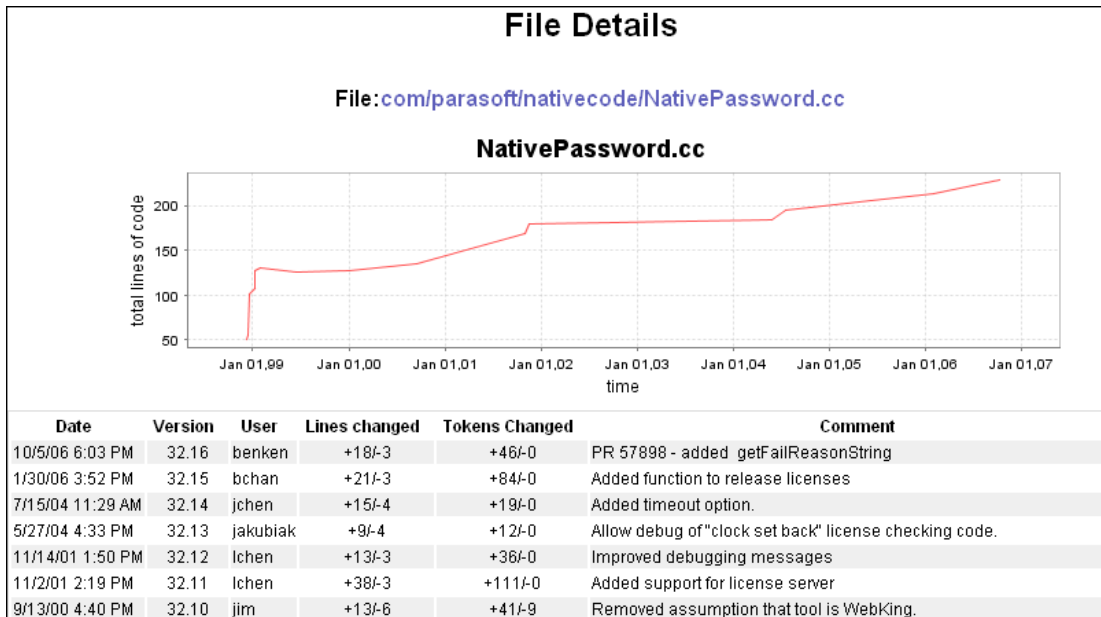 File Details
File:com/parasoft/nativecode/NativePassword.cc
NativePassword.cc
total lines of code
200
150
100
50
Jan 01,99 Jan 01,00 Jan 01,01 Jan 01,02 Jan 01,03 Jan 01,04 Jan 01,05 Jan 01,06 Jan 01,07
time
Date Version User Lines changed Tokens Changed Comment
10/5/06 6:03 PM 32.16 benken +18/-3 +46/-0 PR 57898 - added getFailReasonString
1/30/06 3:52 PM 32.15 bchan +21/-3 +84/-0 Added function to release licenses
7/15/04 11:29 AM 32.14 jchen +15/-4 +19/-0 Added timeout option.
5/27/04 4:33 PM 32.13 jakubiak +9/-4 +12/-0 Allow debug of "clock set back" license checking code.
11/14/01 1:50 PM 32.12 lchen +13/-3 +36/-0 Improved debugging messages
11/2/01 2:19 PM 32.11 lchen +38/-3 +111/-0 Added support for license server
9/13/00 4:40 PM 32.10 jim +13/-6 +41/-9 Removed assumption that tool is WebKing.